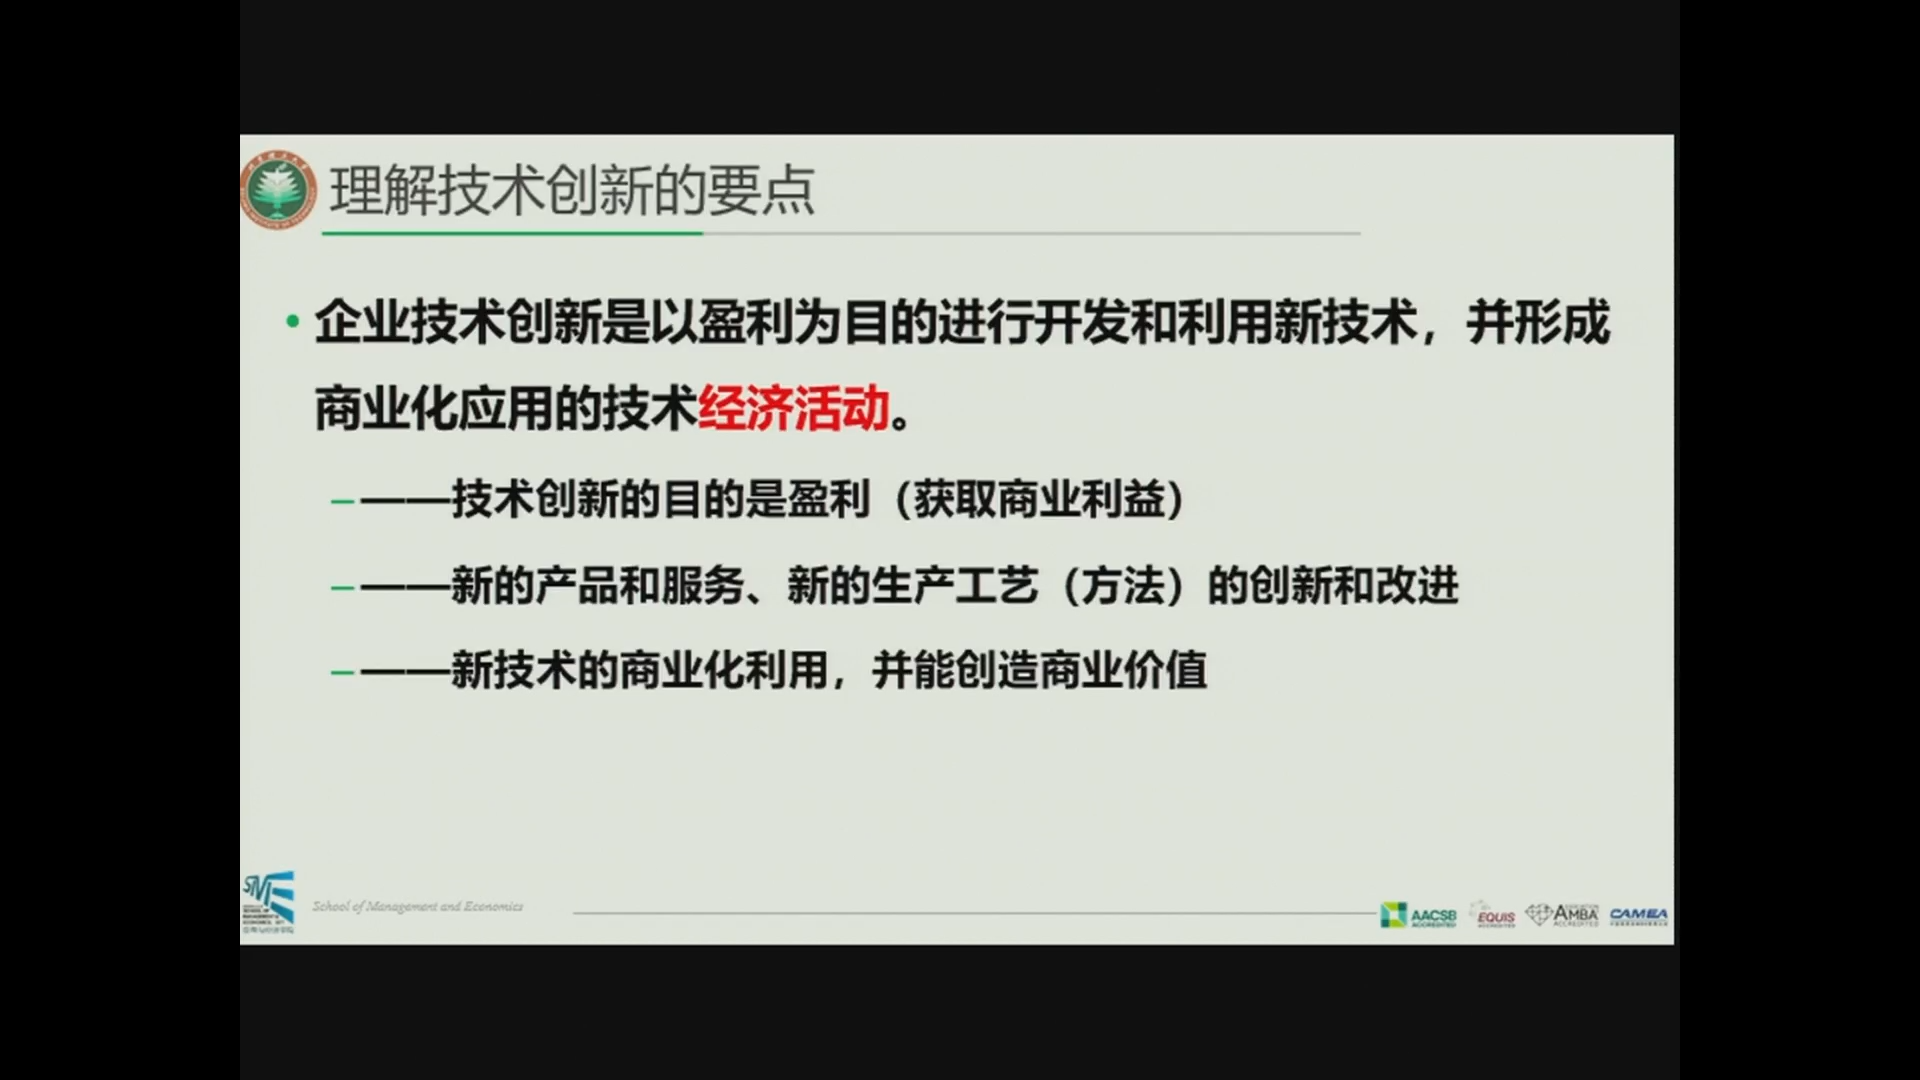 理解技术创新的要点
• 企业技术创新是以盈利为目的进行开发和利用新技术，并形成
商业化应用的技术经济活动。
– ——技术创新的目的是盈利（获取商业利益）
– ——新的产品和服务、新的生产工艺（方法）的创新和改进
– ——新技术的商业化利用，并能创造商业价值
School of Management and Economics
AACSB
ACCREDITED
EQUIS
ACCREDITED
AMBA
ACCREDITED
CAMEA